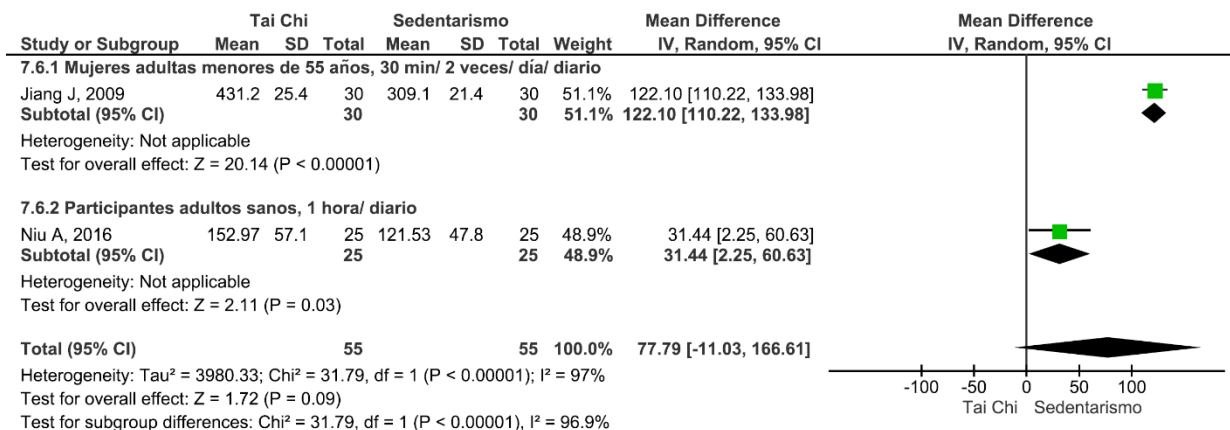 Tai Chi Sedentarismo Mean Difference Mean Difference
Study or Subgroup Mean SD Total Mean SD Total Weight IV, Random, 95% CI IV, Random, 95% CI
7.6.1 Mujeres adultas menores de 55 años, 30 min/ 2 veces/ día/ diario
Jiang J, 2009 431.2 25.4 30 309.1 21.4 30 51.1% 122.10 [110.22, 133.98]
Subtotal (95% CI) 30 30 51.1% 122.10 [110.22, 133.98]
Heterogeneity: Not applicable
Test for overall effect: Z = 20.14 (P < 0.00001)
7.6.2 Participantes adultos sanos, 1 hora/ diario
Niu A, 2016 152.97 57.1 25 121.53 47.8 25 48.9% 31.44 [2.25, 60.63]
Subtotal (95% CI) 25 25 48.9% 31.44 [2.25, 60.63]
Heterogeneity: Not applicable
Test for overall effect: Z = 2.11 (P = 0.03)
Total (95% CI) 55 55 100.0% 77.79 [-11.03, 166.61]
Heterogeneity: Tau² = 3980.33; Chi² = 31.79, df = 1 (P < 0.00001); I² = 97%
Test for overall effect: Z = 1.72 (P = 0.09)
Test for subgroup differences: Chi² = 31.79, df = 1 (P < 0.00001), I² = 96.9%
-100 -50 0 50 100
Tai Chi Sedentarismo